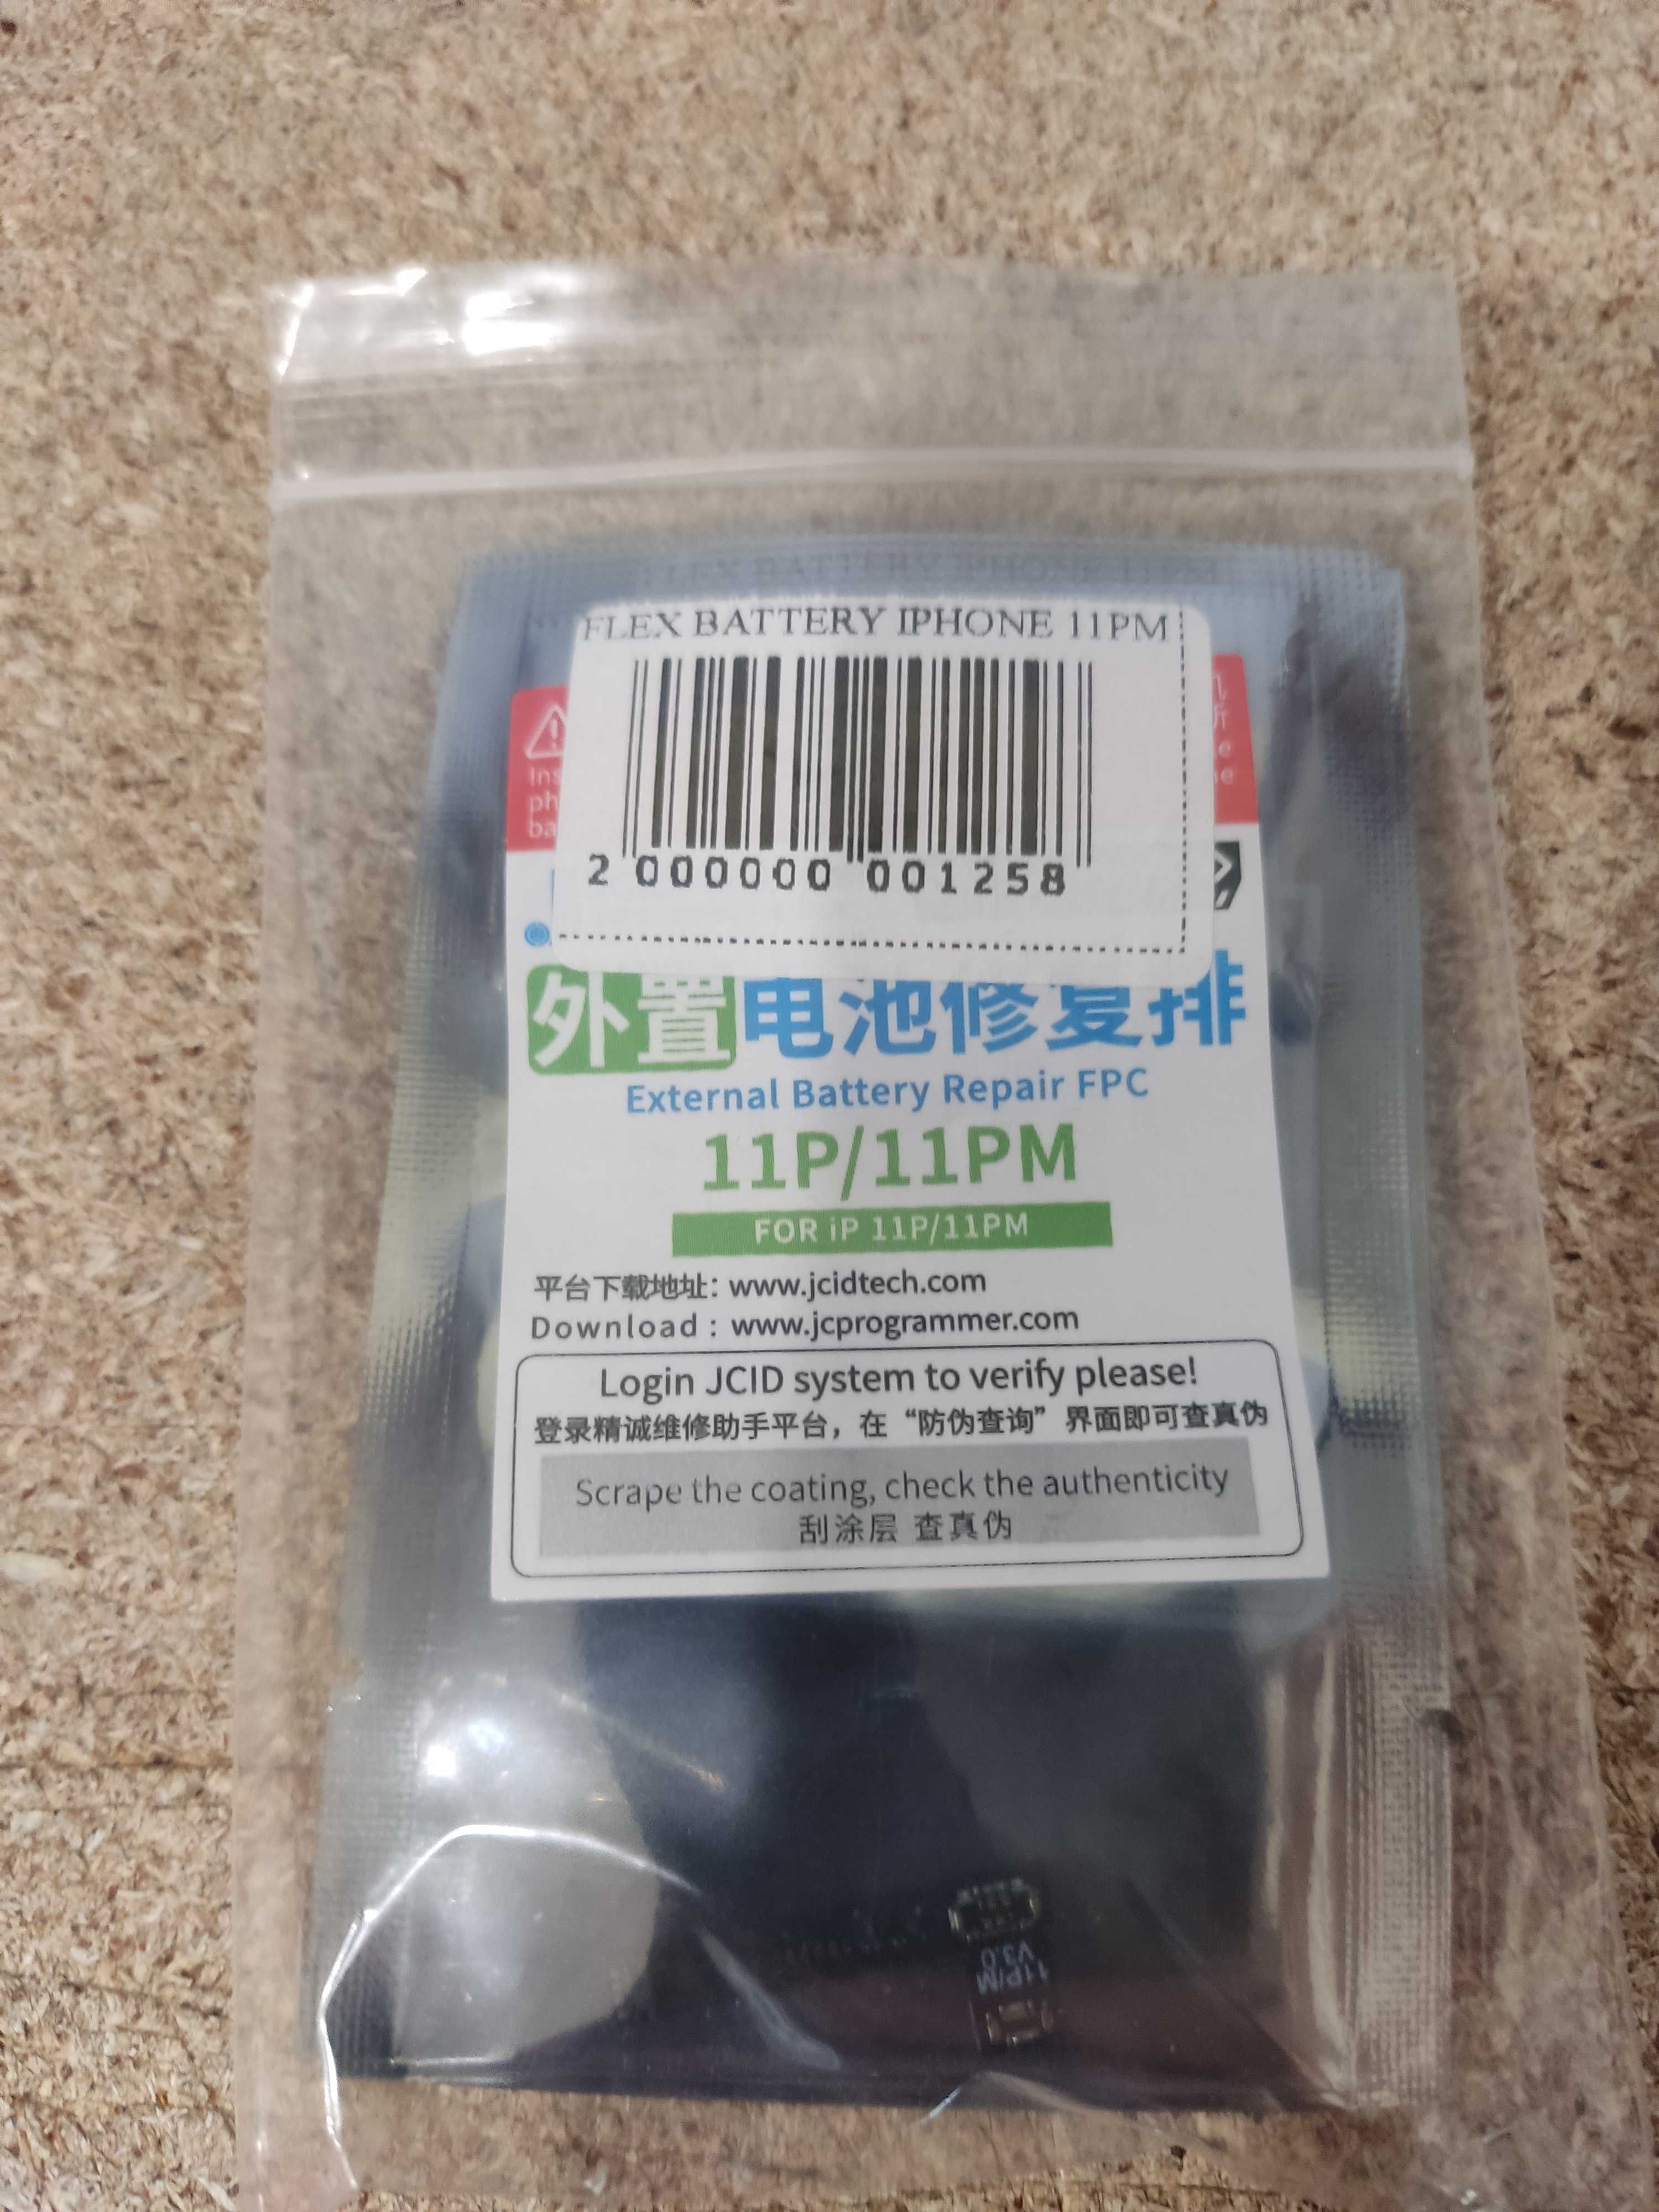 FLEX BATTERY IPHONE 11PM
2 000000 001258
外置电池修复排
External Battery Repair FPC
11P/11PM
FOR iP 11P/11PM
平台下载地址: www.jcidtech.com
Download : www.jcprogrammer.com
Login JCID system to verify please!
登录精诚维修助手平台，在“防伪查询”界面即可查真伪
Scrape the coating, check the authenticity
刮涂层 查真伪
11P/M
V3.0